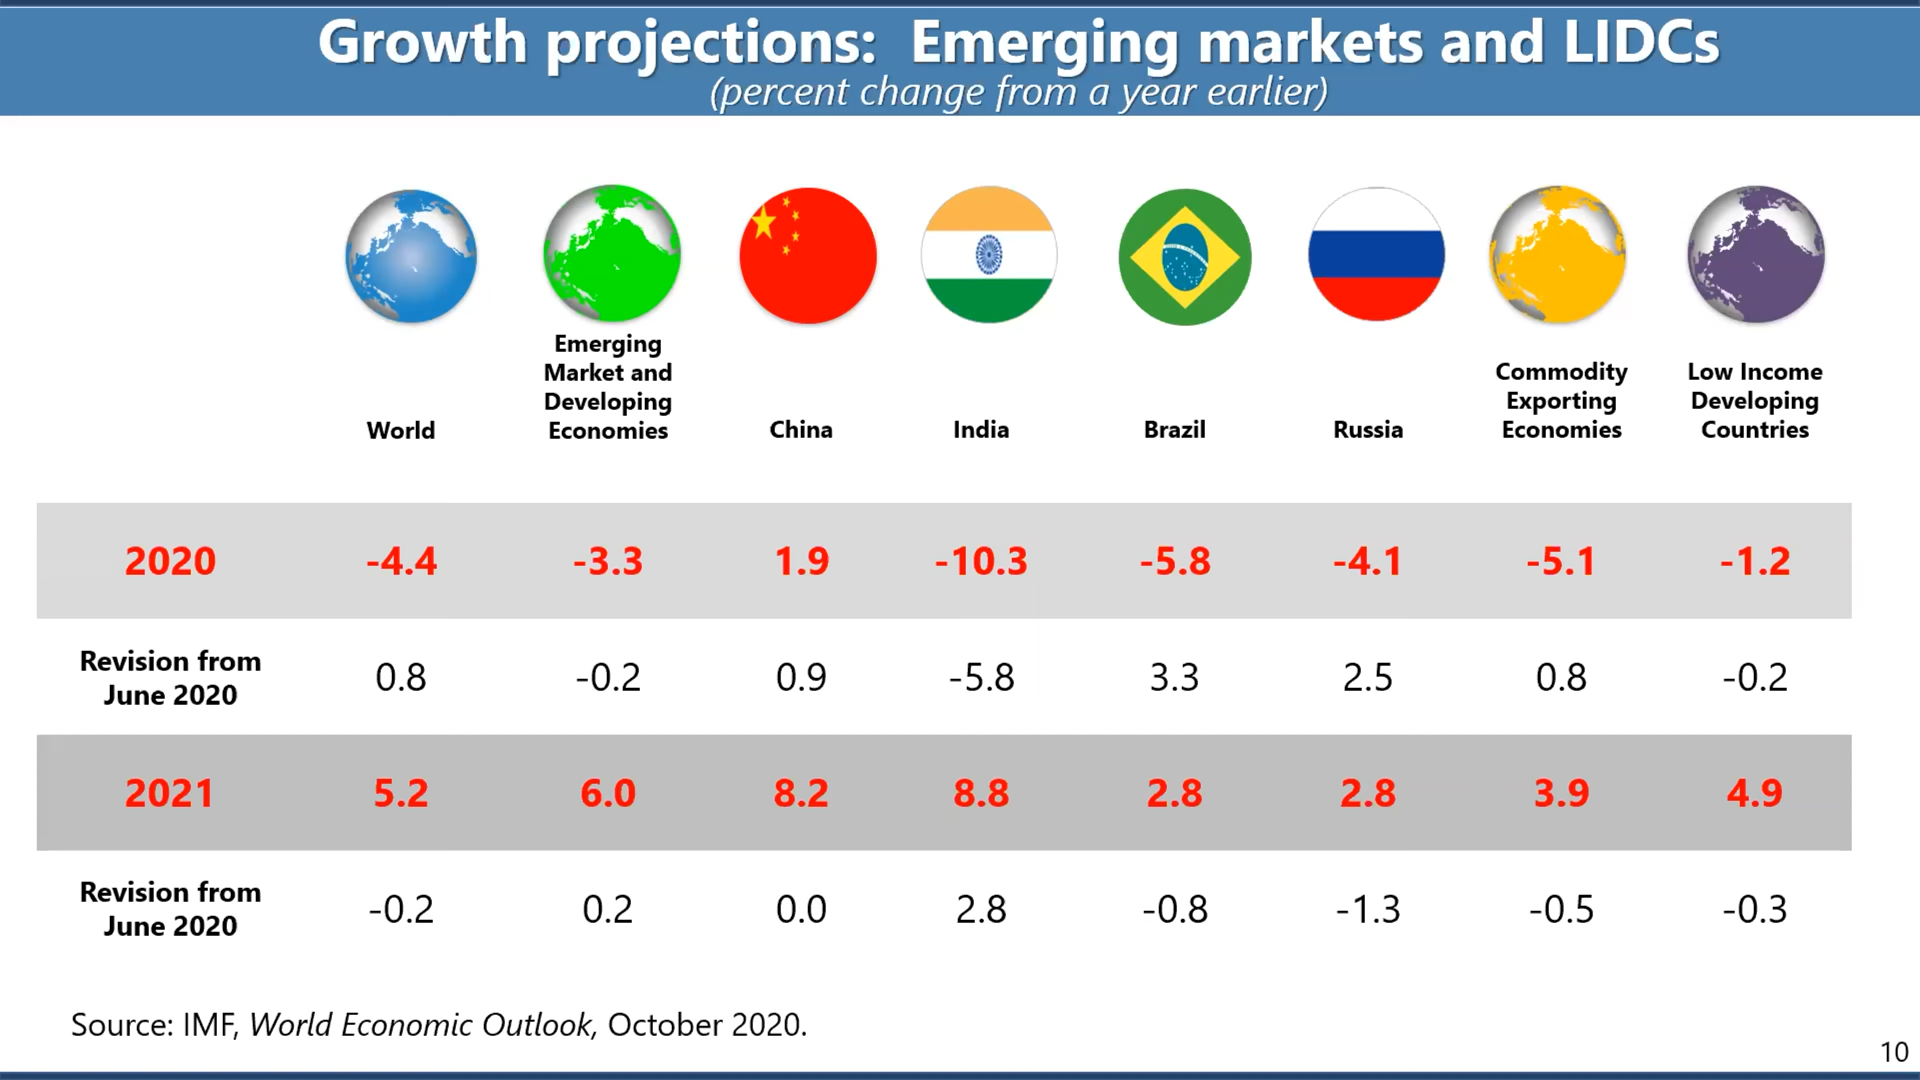 Growth projections: Emerging markets and LIDCs
(percent change from a year earlier)
World
Emerging
Market and
Developing
Economies
China
India
Brazil
Russia
Commodity
Exporting
Economies
Low Income
Developing
Countries
2020 -4.4 -3.3 1.9 -10.3 -5.8 -4.1 -5.1 -1.2
Revision from
June 2020
0.8 -0.2 0.9 -5.8 3.3 2.5 0.8 -0.2
2021 5.2 6.0 8.2 8.8 2.8 2.8 3.9 4.9
Revision from
June 2020
-0.2 0.2 0.0 2.8 -0.8 -1.3 -0.5 -0.3
Source: IMF, World Economic Outlook, October 2020.
10